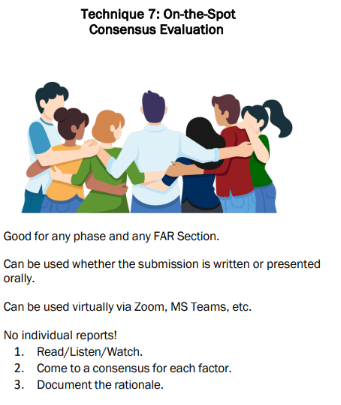 Technique 7: On-the-Spot
Consensus Evaluation
Good for any phase and any FAR Section.
Can be used whether the submission is written or presented
orally.
Can be used virtually via Zoom, MS Teams, etc.
No individual reports!
1. Read/Listen/Watch.
2. Come to a consensus for each factor.
3. Document the rationale.